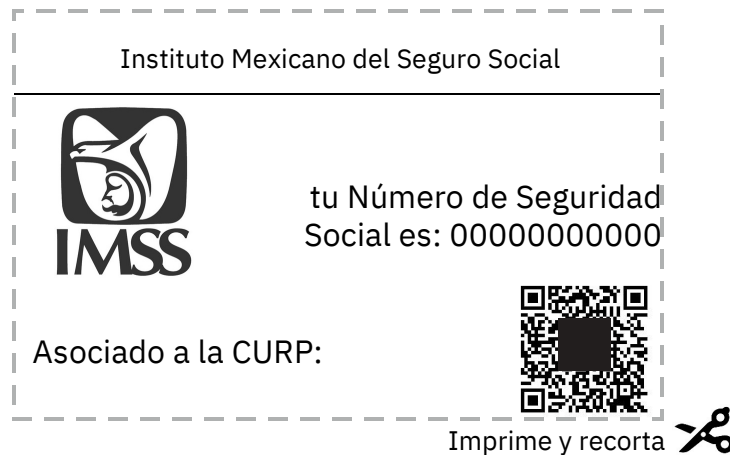 Instituto Mexicano del Seguro Social
IMSS
tu Número de Seguridad
Social es: 00000000000
Asociado a la CURP:
Imprime y recorta